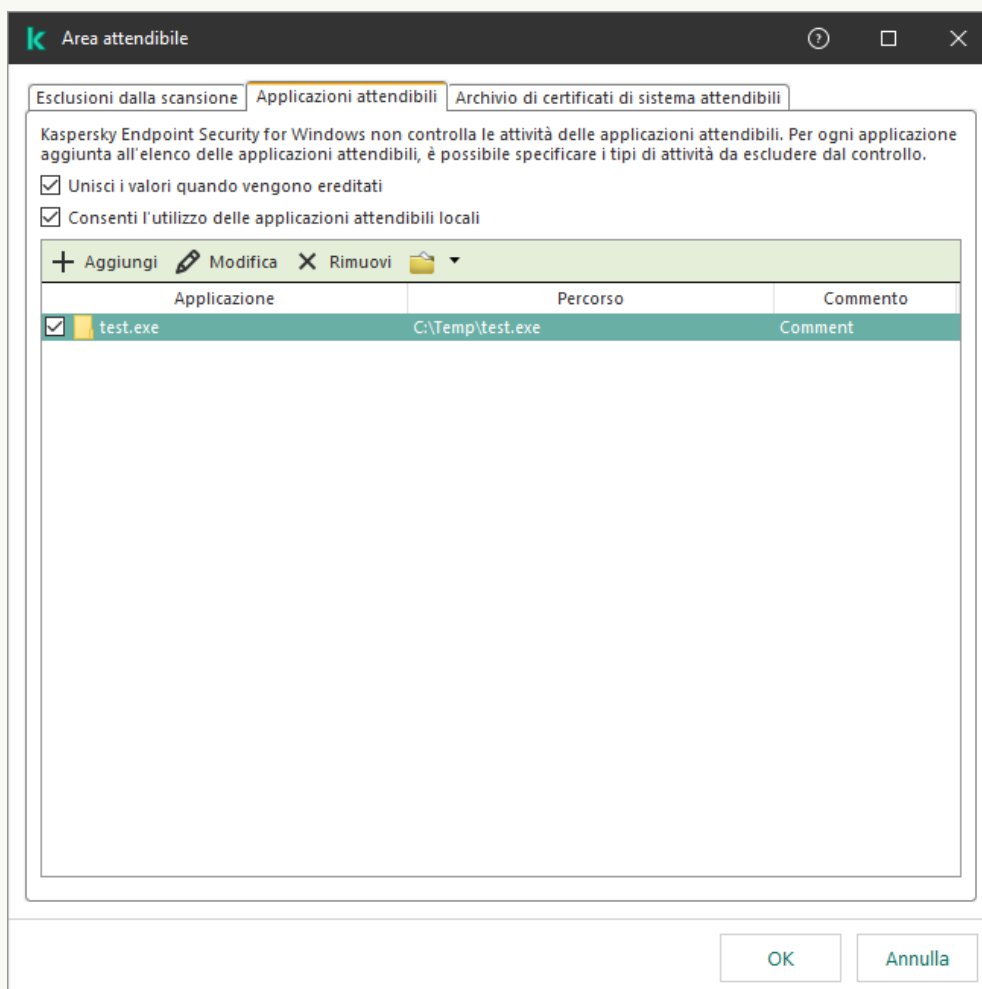 Area attendibile
Esclusioni dalla scansione Applicazioni attendibili Archivio di certificati di sistema attendibili
Kaspersky Endpoint Security for Windows non controlla le attività delle applicazioni attendibili. Per ogni applicazione
aggiunta all'elenco delle applicazioni attendibili, è possibile specificare i tipi di attività da escludere dal controllo.
Unisci i valori quando vengono ereditati
Consenti l'utilizzo delle applicazioni attendibili locali
Aggiungi Modifica Rimuovi
Applicazione Percorso Commento
test.exe C:\Temp\test.exe Comment
OK Annulla